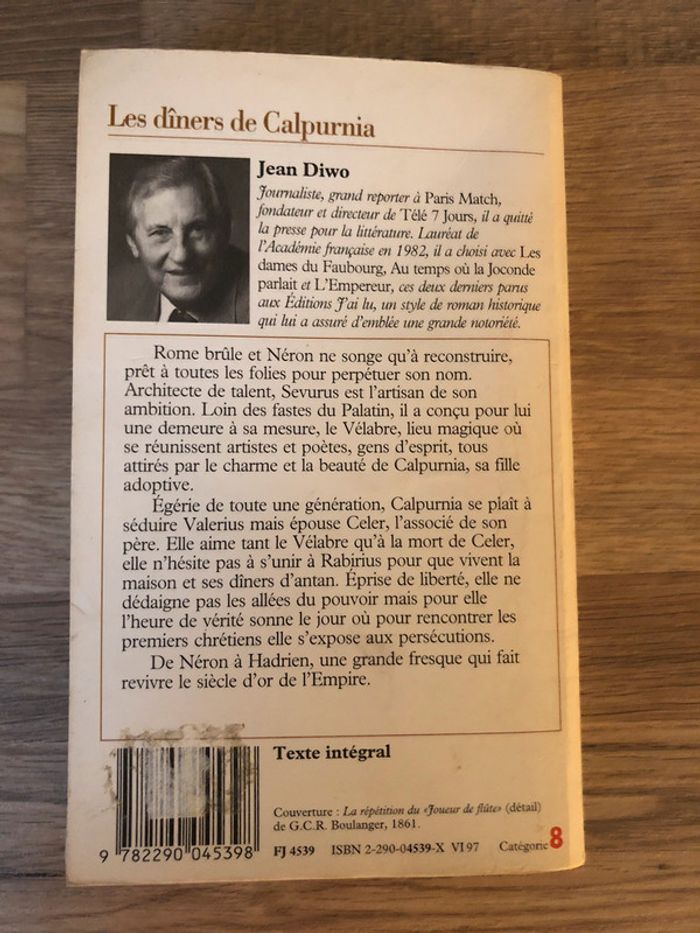 Les dîners de Calpurnia
Jean Diwo
Journaliste, grand reporter à Paris Match,
fondateur et directeur de Télé 7 Jours, il a quitté
la presse pour la littérature. Lauréat de
l'Académie française en 1982, il a choisi avec Les
dames du Faubourg, Au temps où la Joconde
parlait et L'Empereur, ces deux derniers parus
aux Éditions J'ai lu, un style de roman historique
qui lui a assuré d'emblée une grande notoriété.
Rome brûle et Néron ne songe qu'à reconstruire,
prêt à toutes les folies pour perpétuer son nom.
Architecte de talent, Sevurus est l'artisan de son
ambition. Loin des fastes du Palatin, il a conçu pour lui
une demeure à sa mesure, le Vélabre, lieu magique où
se réunissent artistes et poètes, gens d'esprit, tous
attirés par le charme et la beauté de Calpurnia, sa fille
adoptive.
Égérie de toute une génération, Calpurnia se plaît à
séduire Valerius mais épouse Celer, l'associé de son
père. Elle aime tant le Vélabre qu'à la mort de Celer,
elle n'hésite pas à s'unir à Rabirius pour que vivent la
maison et ses dîners d'antan. Éprise de liberté, elle ne
dédaigne pas les allées du pouvoir mais pour elle
l'heure de vérité sonne le jour où pour rencontrer les
premiers chrétiens elle s'expose aux persécutions.
De Néron à Hadrien, une grande fresque qui fait
revivre le siècle d'or de l'Empire.
Texte intégral
Couverture : La répétition du «Joueur de flûte» (détail)
de G.C.R. Boulanger, 1861.
9 782290 045398
FJ 4539 ISBN 2-290-04539-X VI 97 Catégorie 8